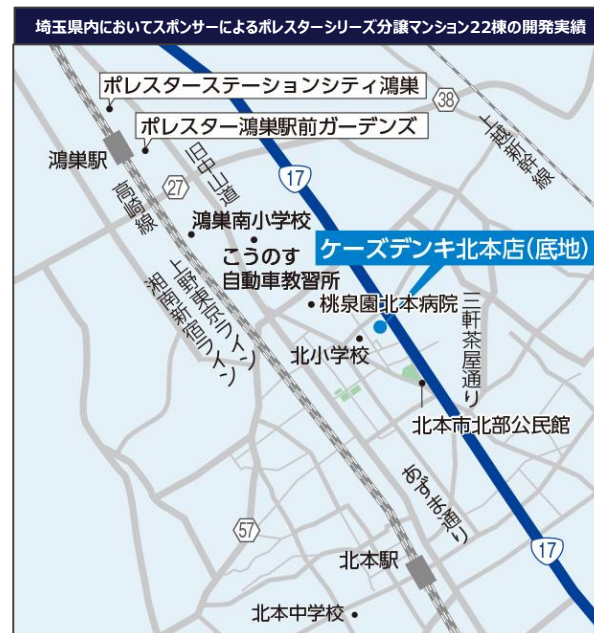 埼玉県内においてスポンサーによるポレスターシリーズ分譲マンション22棟の開発実績
ポレスターステーションシティ鴻巣
38
上越新幹線
ポレスター鴻巣駅前ガーデンズ
鴻巣駅
旧中山道
17
高崎線
27
鴻巣南小学校
こうのす
自動車教習所
ケーズデンキ北本店(底地)
上野東京ライン
湘南新宿ライン
桃泉園北本病院
三軒茶屋通り
北小学校
北本市北部公民館
あずま通り
57
17
北本駅
北本中学校